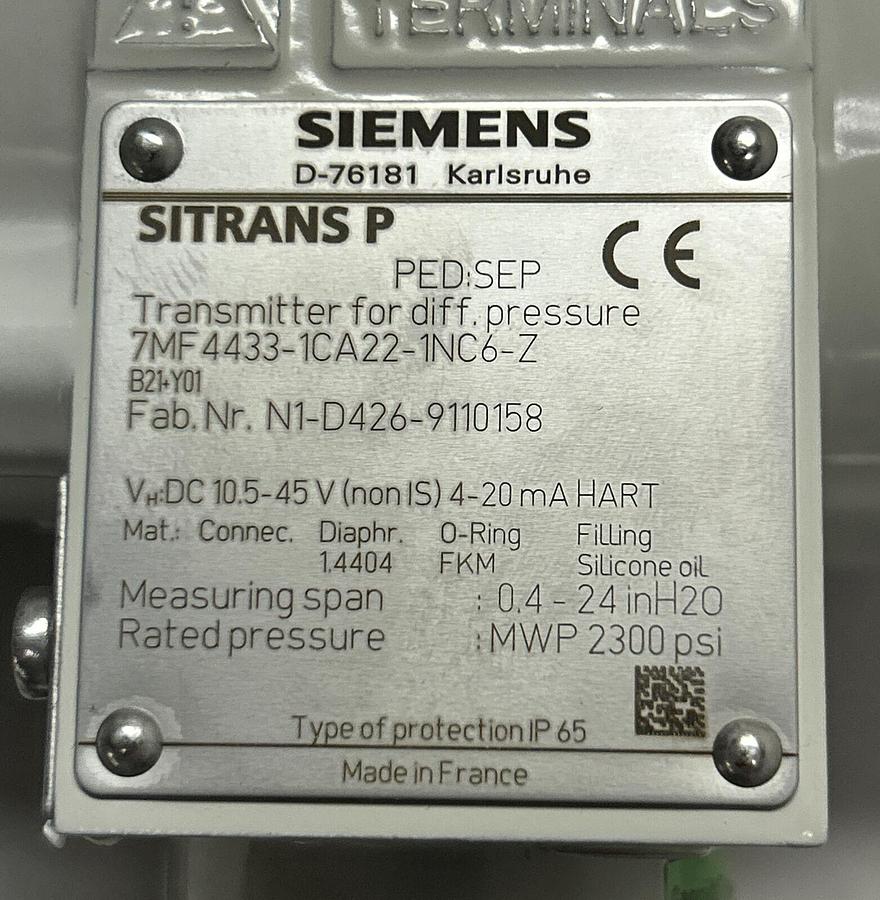 TERMINALS
SIEMENS
D-76181 Karlsruhe
SITRANS P
CE
PED:SEP
Transmitter for diff. pressure
7MF4433-1CA22-1NC6-Z
B21+Y01
Fab. Nr. N1-D426-9110158
VH:DC 10.5-45 V (non IS) 4-20 mA HART
Mat.: Connec. Diaphr. O-Ring Filling
1.4404 FKM Silicone oil
Measuring span : 0.4 - 24 inH2O
Rated pressure : MWP 2300 psi
Type of protection IP 65
Made in France